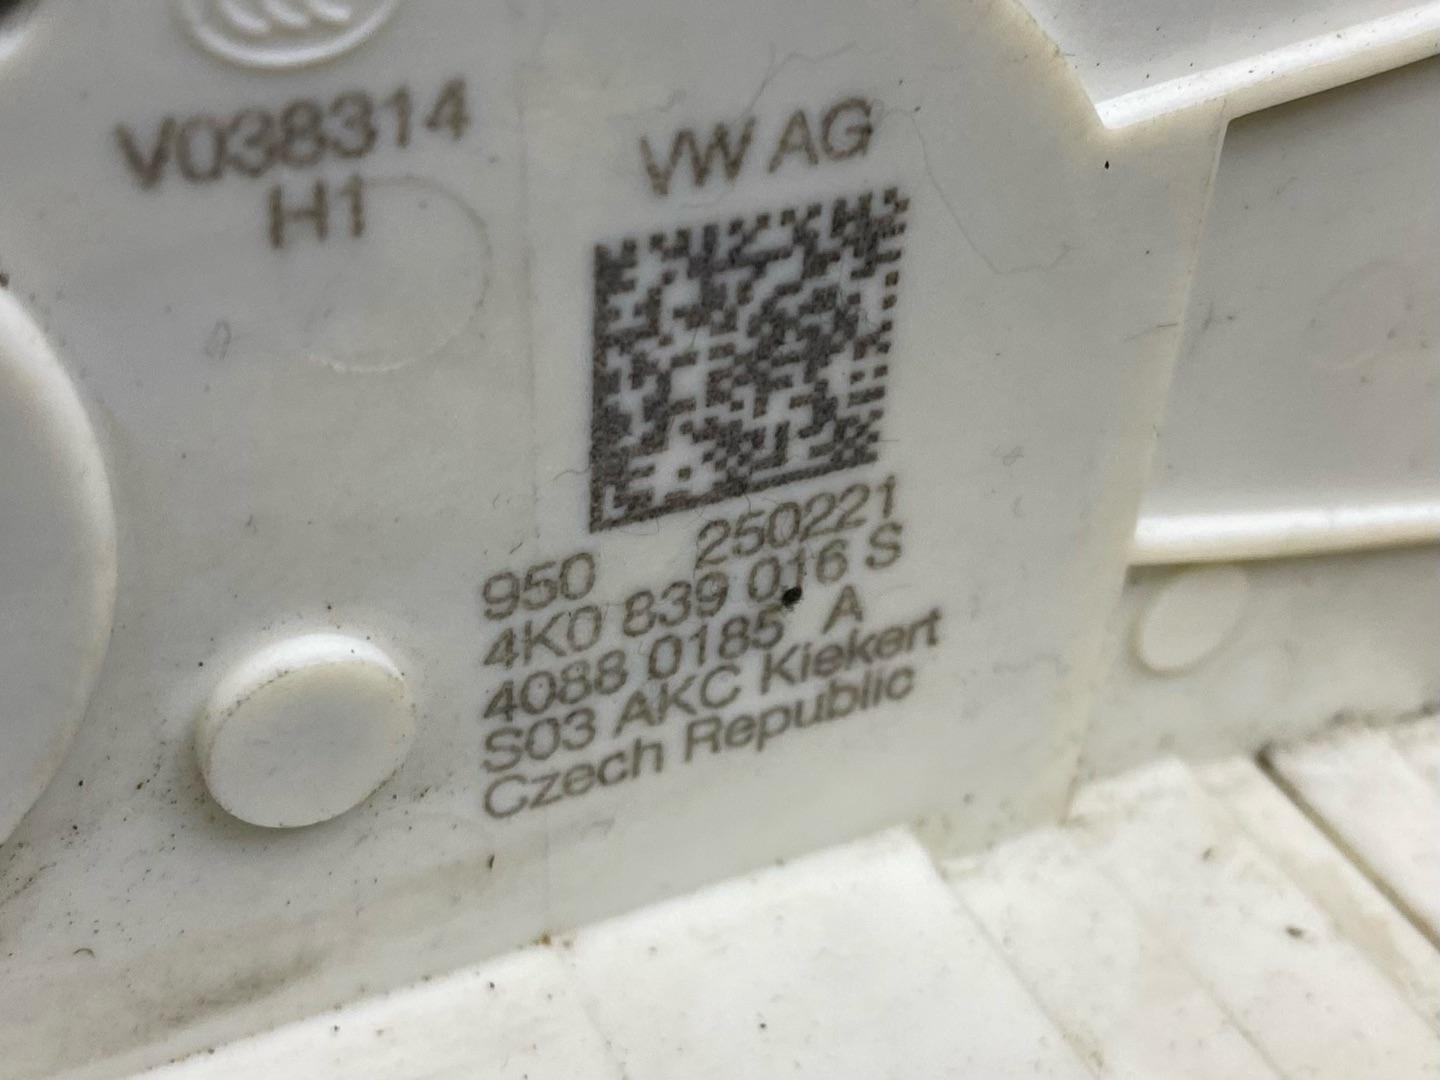 V038314
H1
VW AG
950 250221
4K0 839 016 S
4088 0185 A
S03 AKC Kiekert
Czech Republic